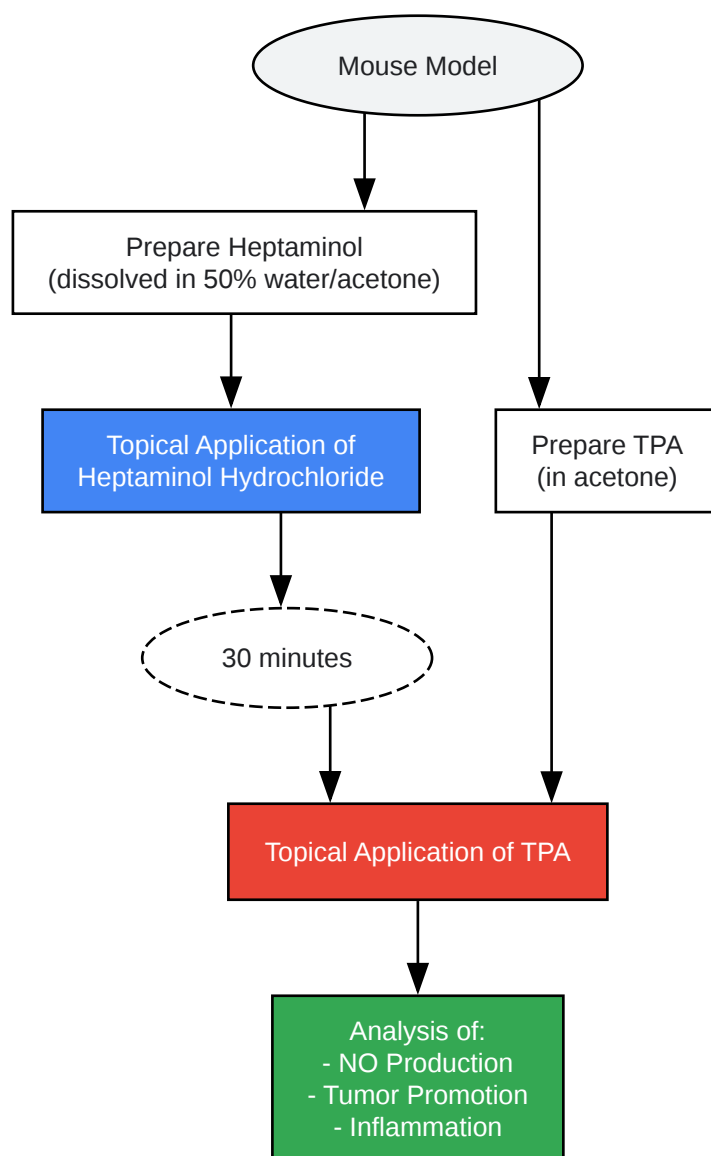 Mouse Model
Prepare Heptaminol
(dissolved in 50% water/acetone)
Topical Application of
Heptaminol Hydrochloride
Prepare TPA
(in acetone)
30 minutes
Topical Application of TPA
Analysis of:
- NO Production
- Tumor Promotion
- Inflammation